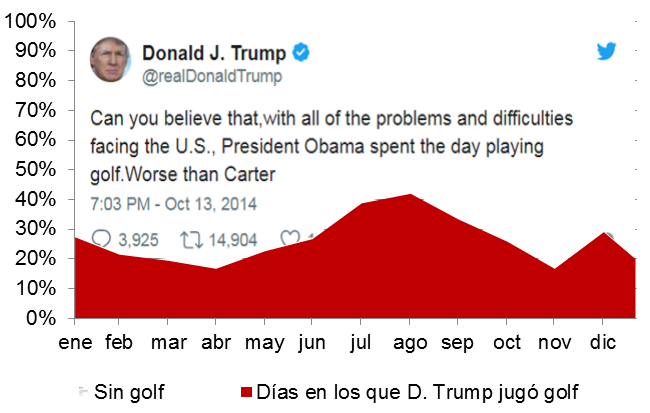 100%
90%
80%
70%
60%
50%
40%
30%
20%
10%
0%
Donald J. Trump
@realDonaldTrump
Can you believe that,with all of the problems and difficulties
facing the U.S., President Obama spent the day playing
golf.Worse than Carter
7:03 PM - Oct 13, 2014
3,925 14,904
ene feb mar abr may jun jul ago sep oct nov dic
Sin golf Días en los que D. Trump jugó golf